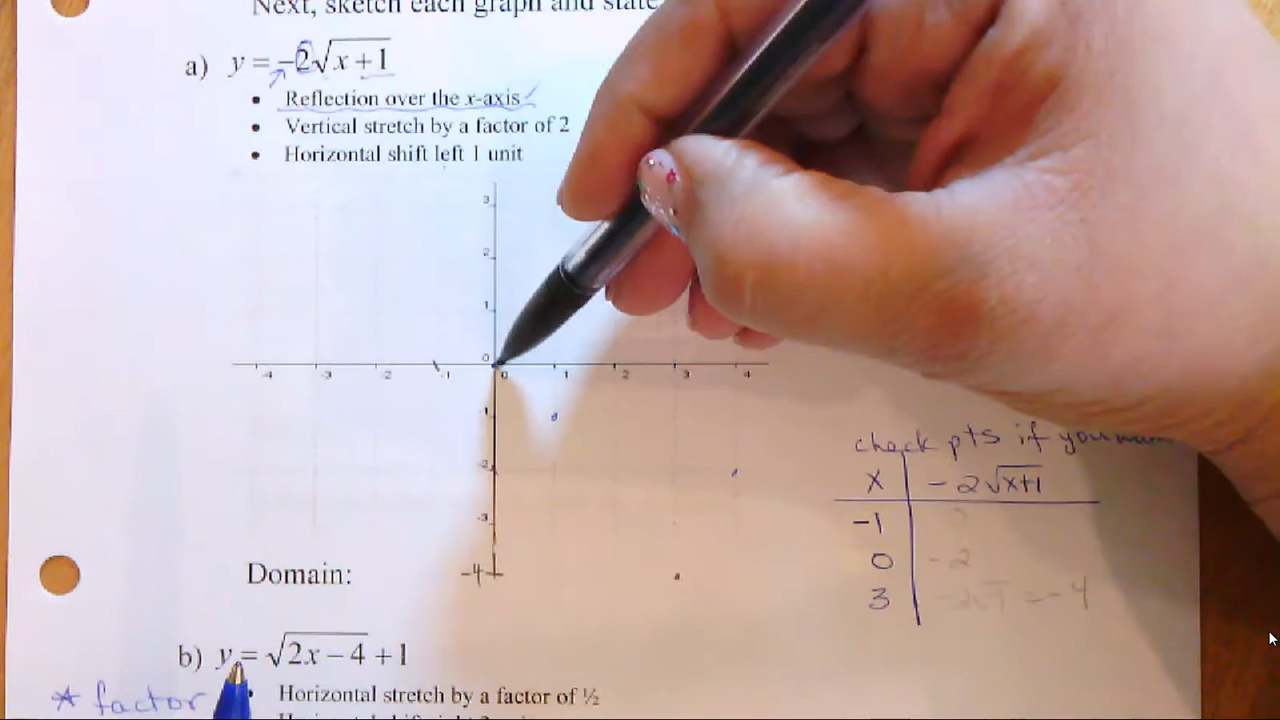 Next, sketch each graph and state
a) y = -2√x+1
• Reflection over the x-axis
• Vertical stretch by a factor of 2
• Horizontal shift left 1 unit
3
2
1
0
-4 -3 -2 -1 0 1 2 3 4
-1
-2
-3
-4
check pts if you
x -2√x+1
-1
0 -2
3 = -4
Domain:
b) y = √2x – 4 + 1
* factor
• Horizontal stretch by a factor of ½